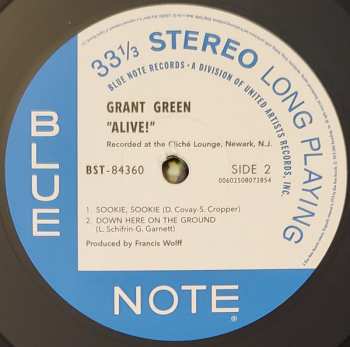 33 1/3 STEREO LONG PLAYING
BLUE NOTE RECORDS • A DIVISION OF UNITED ARTISTS RECORDS, INC.
GRANT GREEN
"ALIVE!"
Recorded at the Cliché Lounge, Newark, N.J.
BST-84360
SIDE 2
00602508073854
1. SOOKIE, SOOKIE (D. Covay-S. Cropper)
2. DOWN HERE ON THE GROUND
(L. Schifrin-G. Garnett)
Produced by Francis Wolff
BLUE
NOTE
®